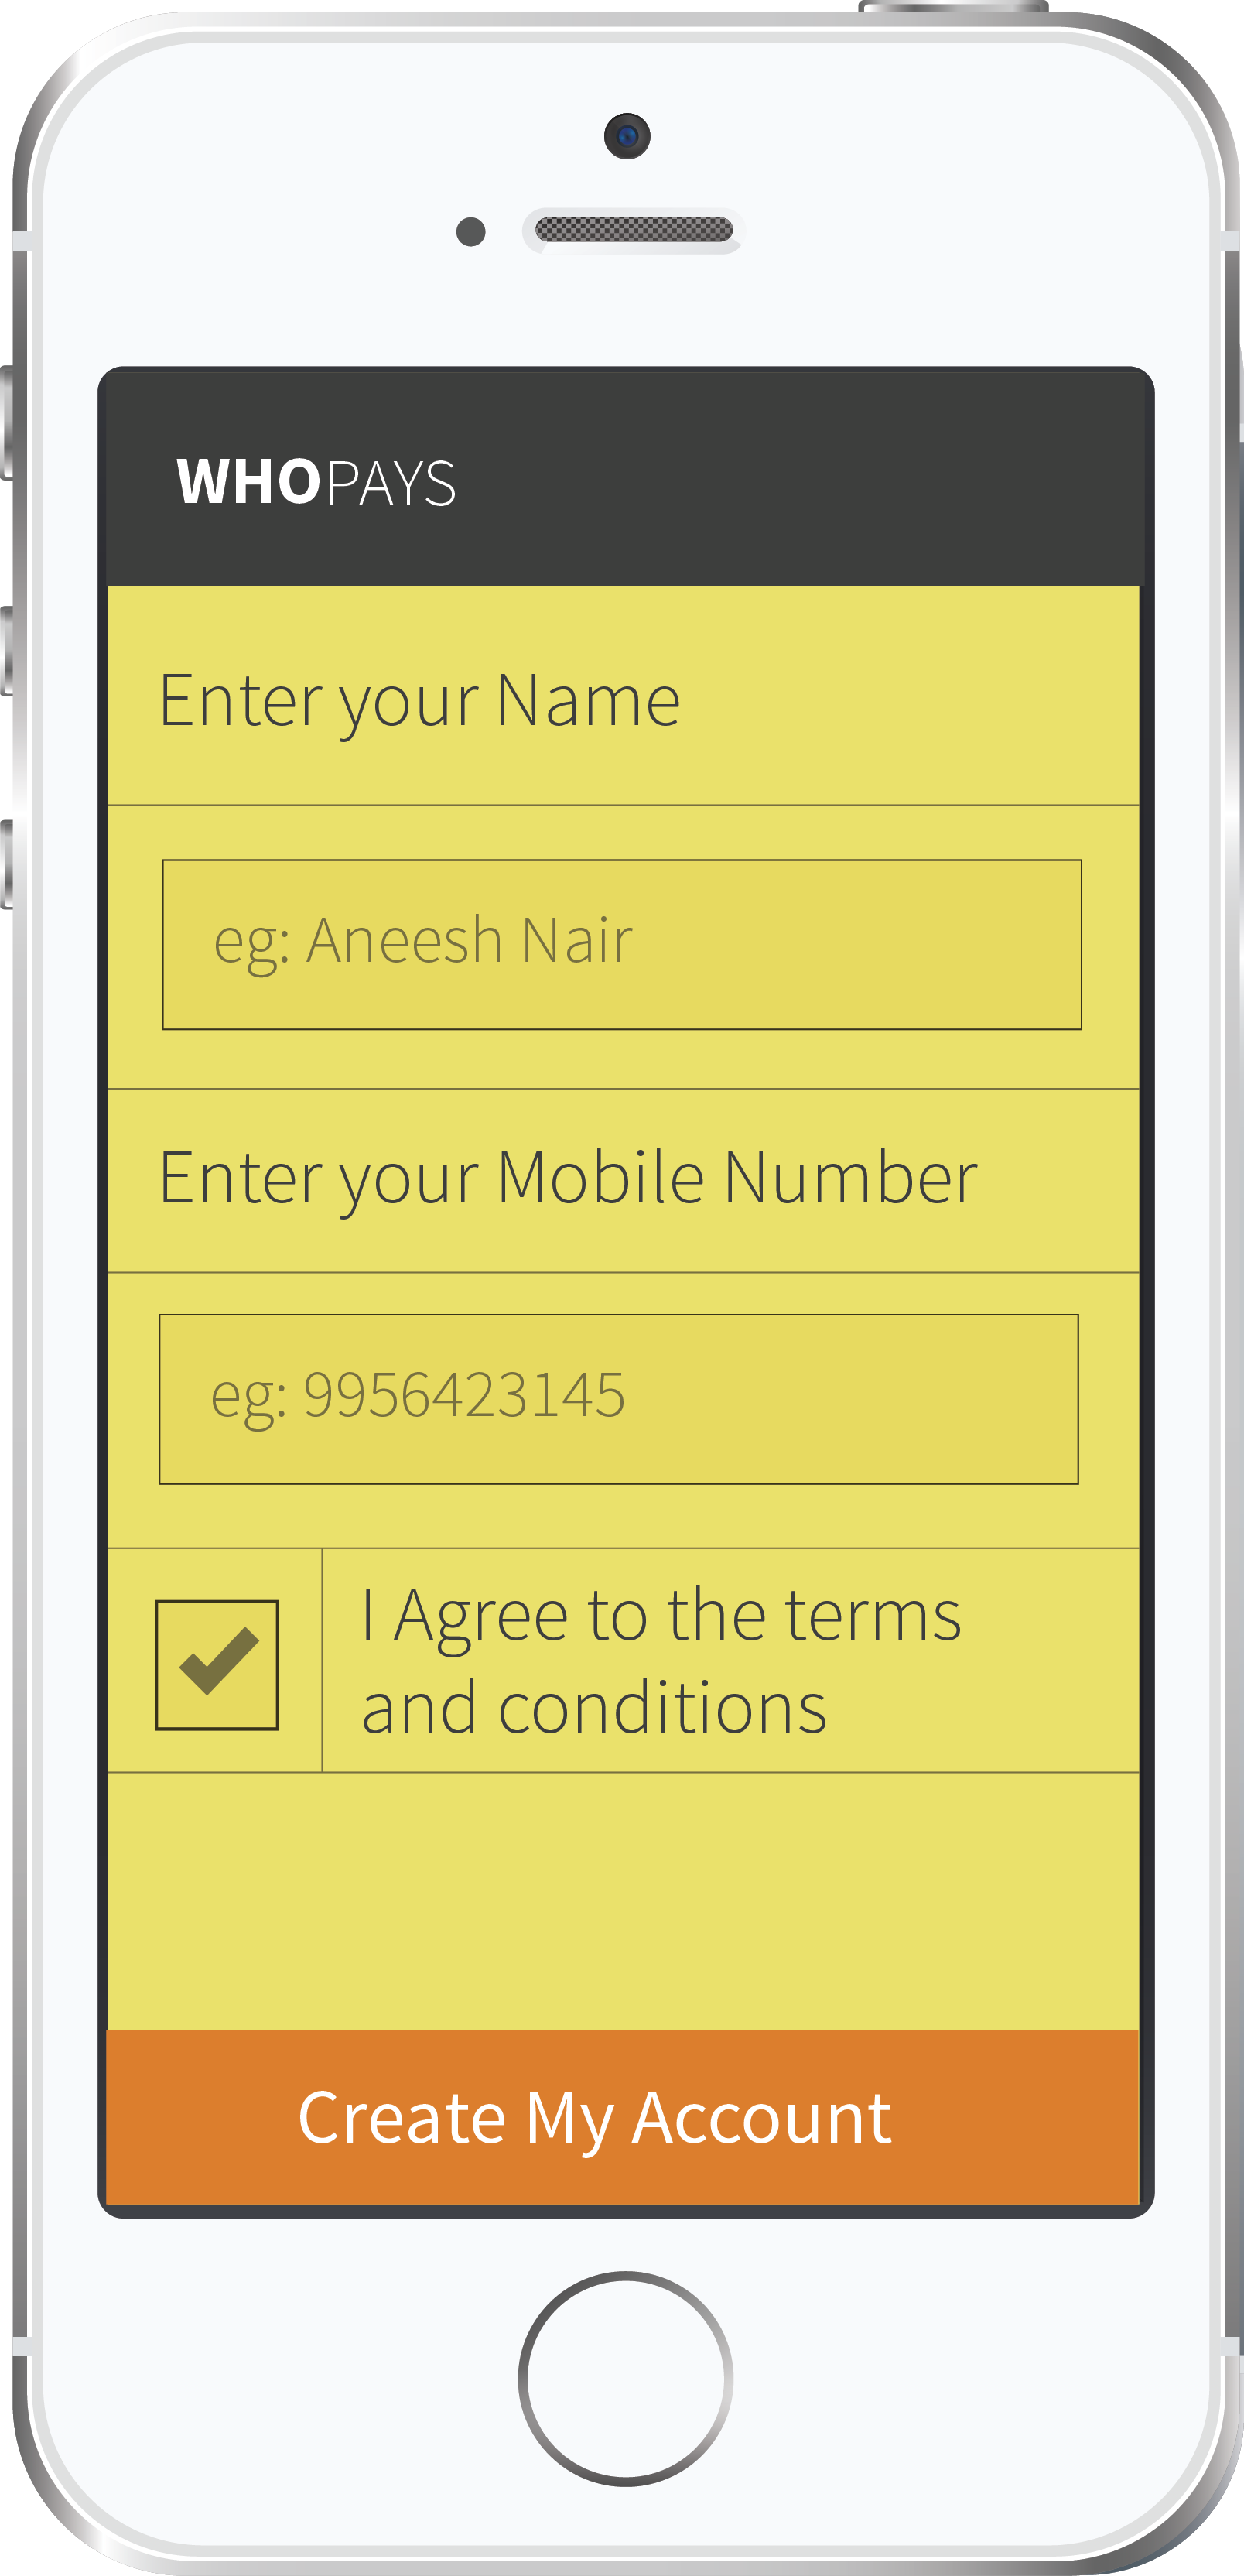 WHOPAYS
Enter your Name
eg: Aneesh Nair
Enter your Mobile Number
eg: 9956423145
I Agree to the terms
and conditions
Create My Account